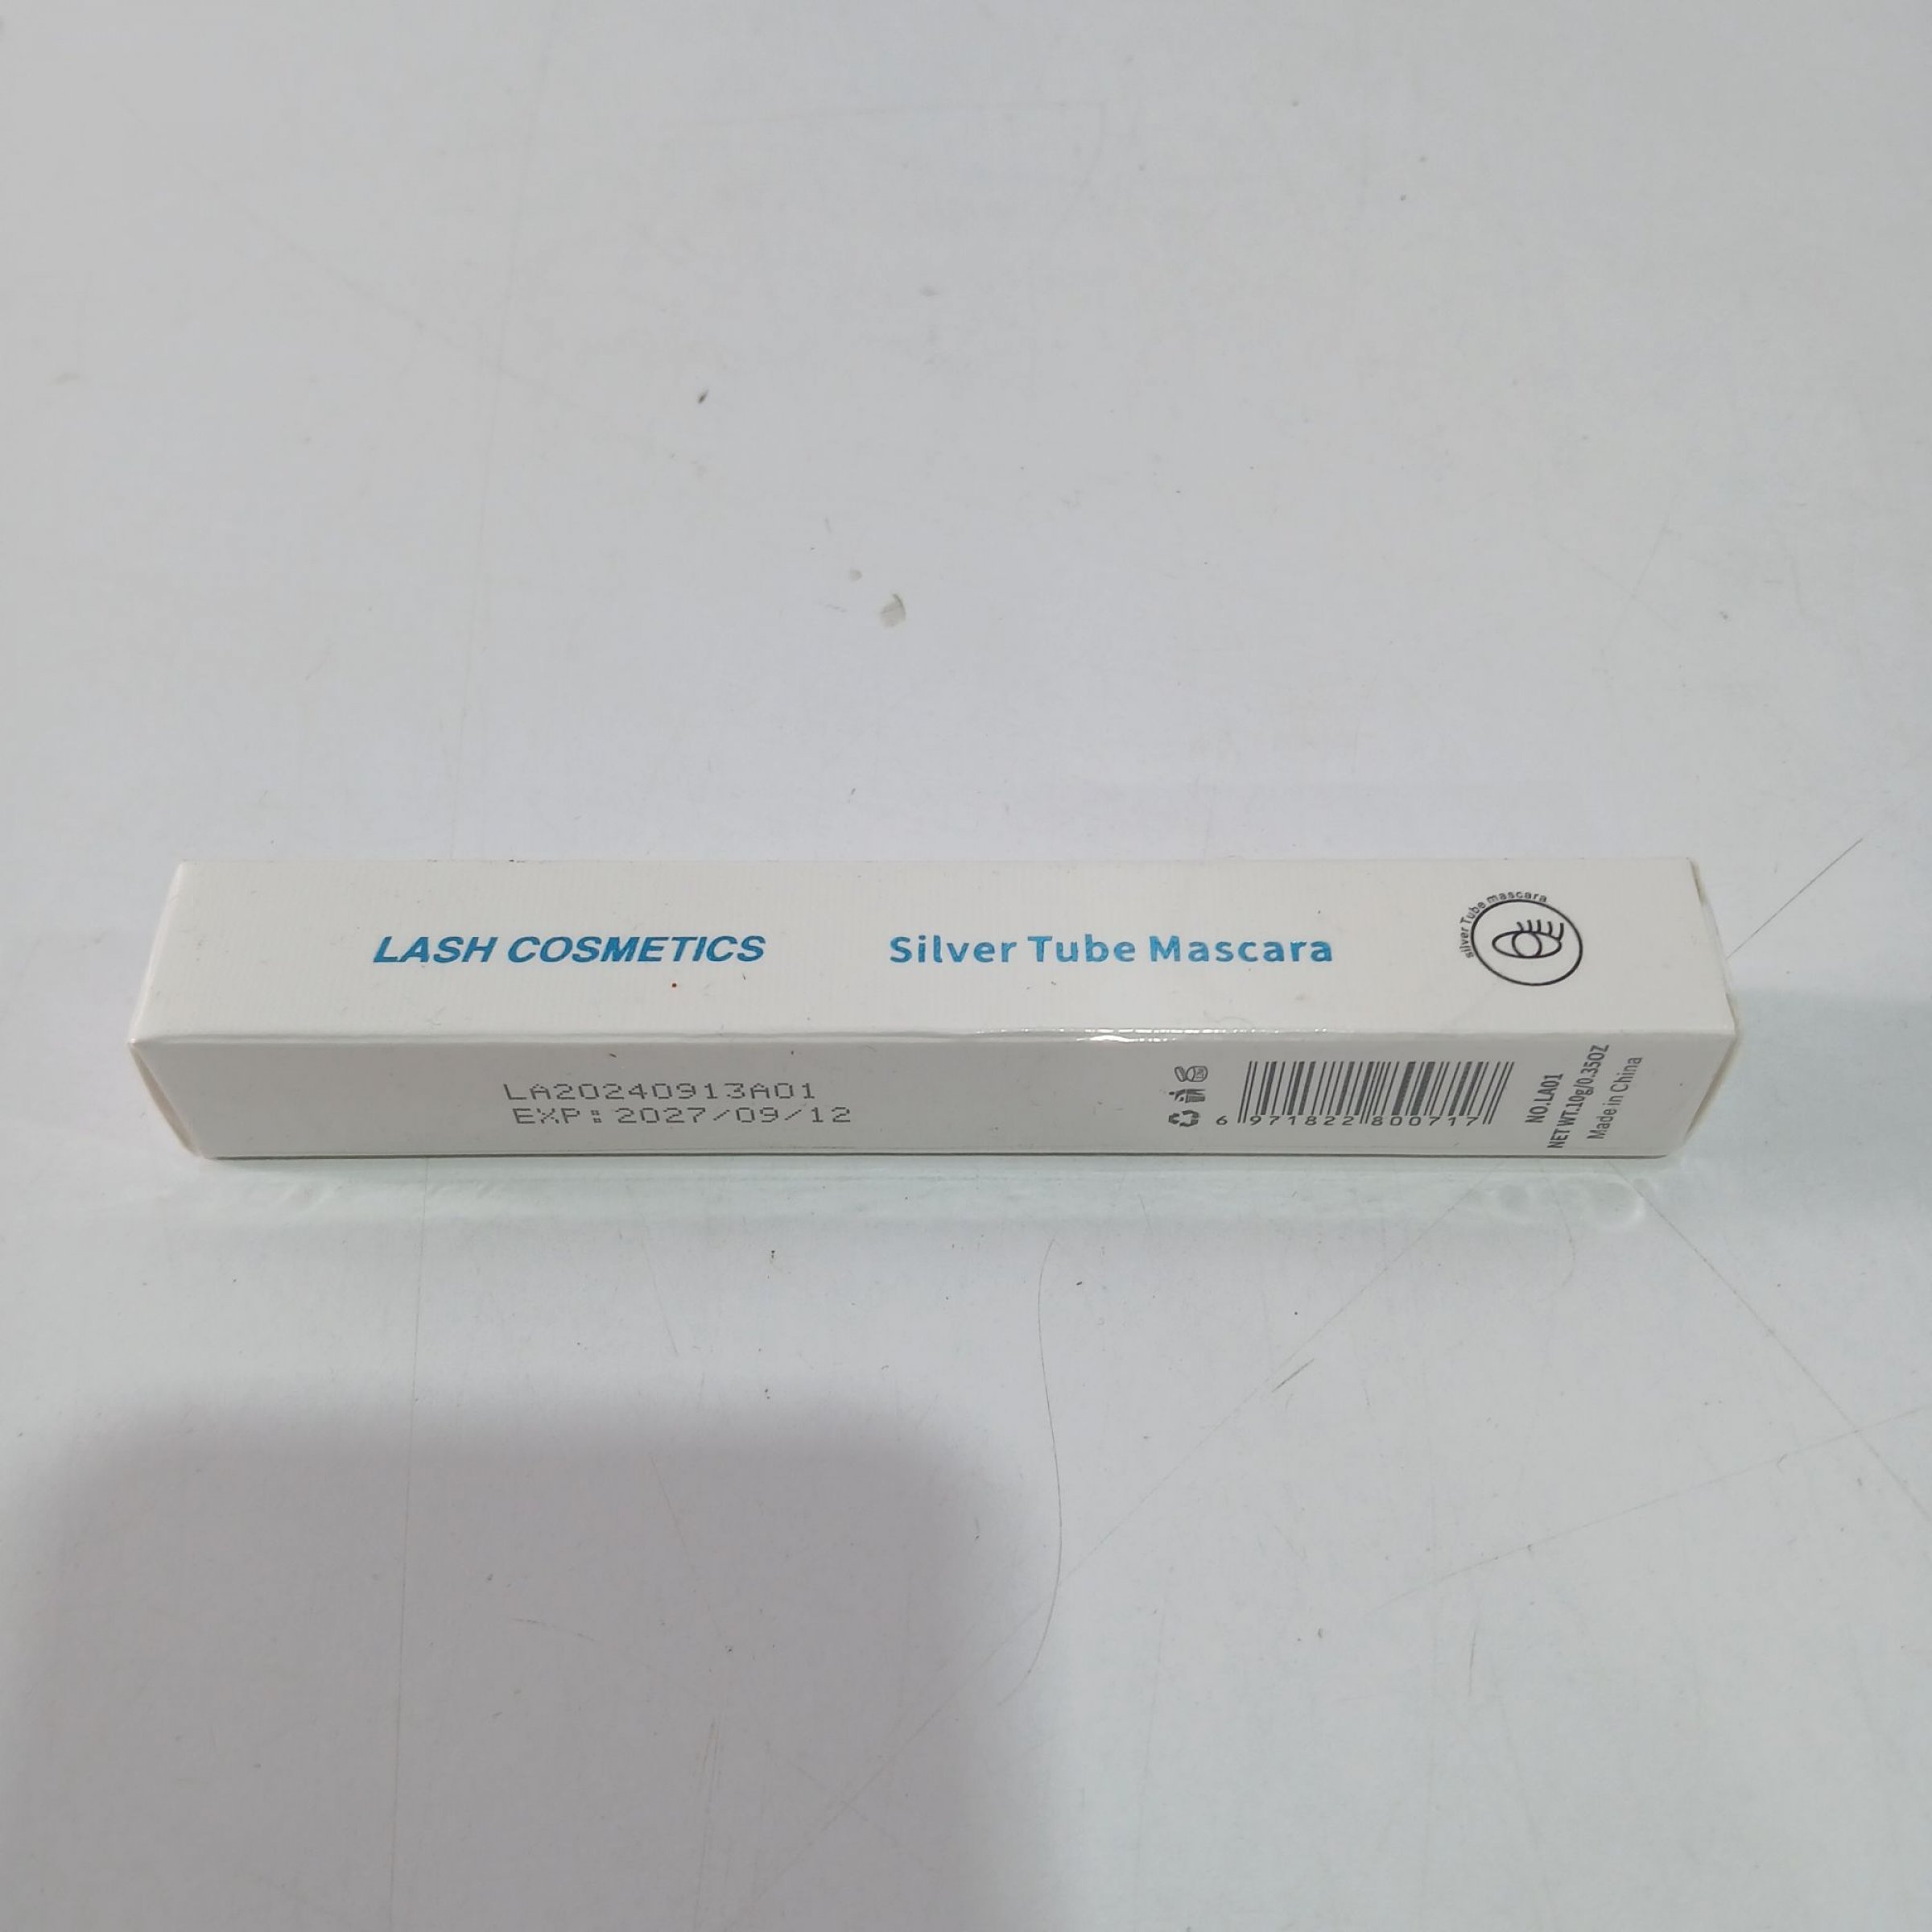 LASH COSMETICS
Silver Tube Mascara
silver Tube mascara
LA20240913A01
EXP:2027/09/12
6 971822 800717
NO.LA01
NET WT.10g/0.35OZ
Made in China